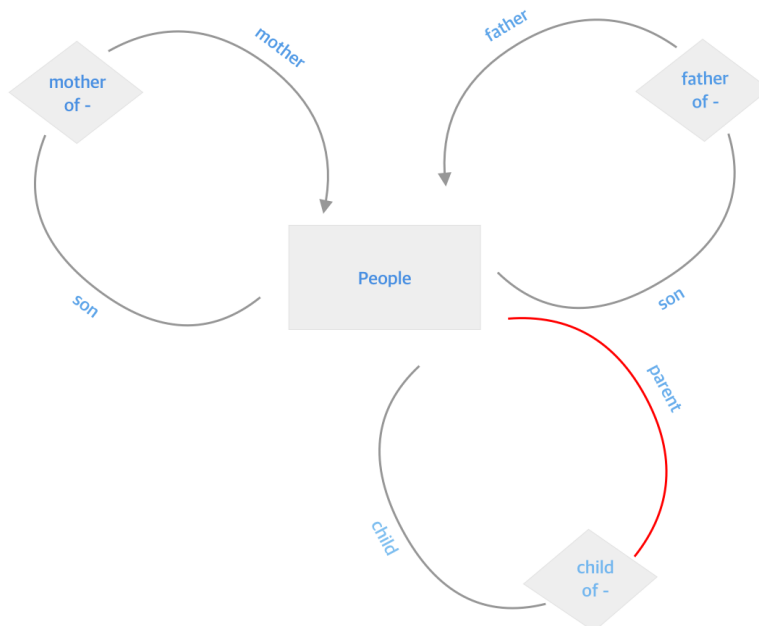 mother
father
mother
of -
father
of -
People
son
son
parent
child
child
of -